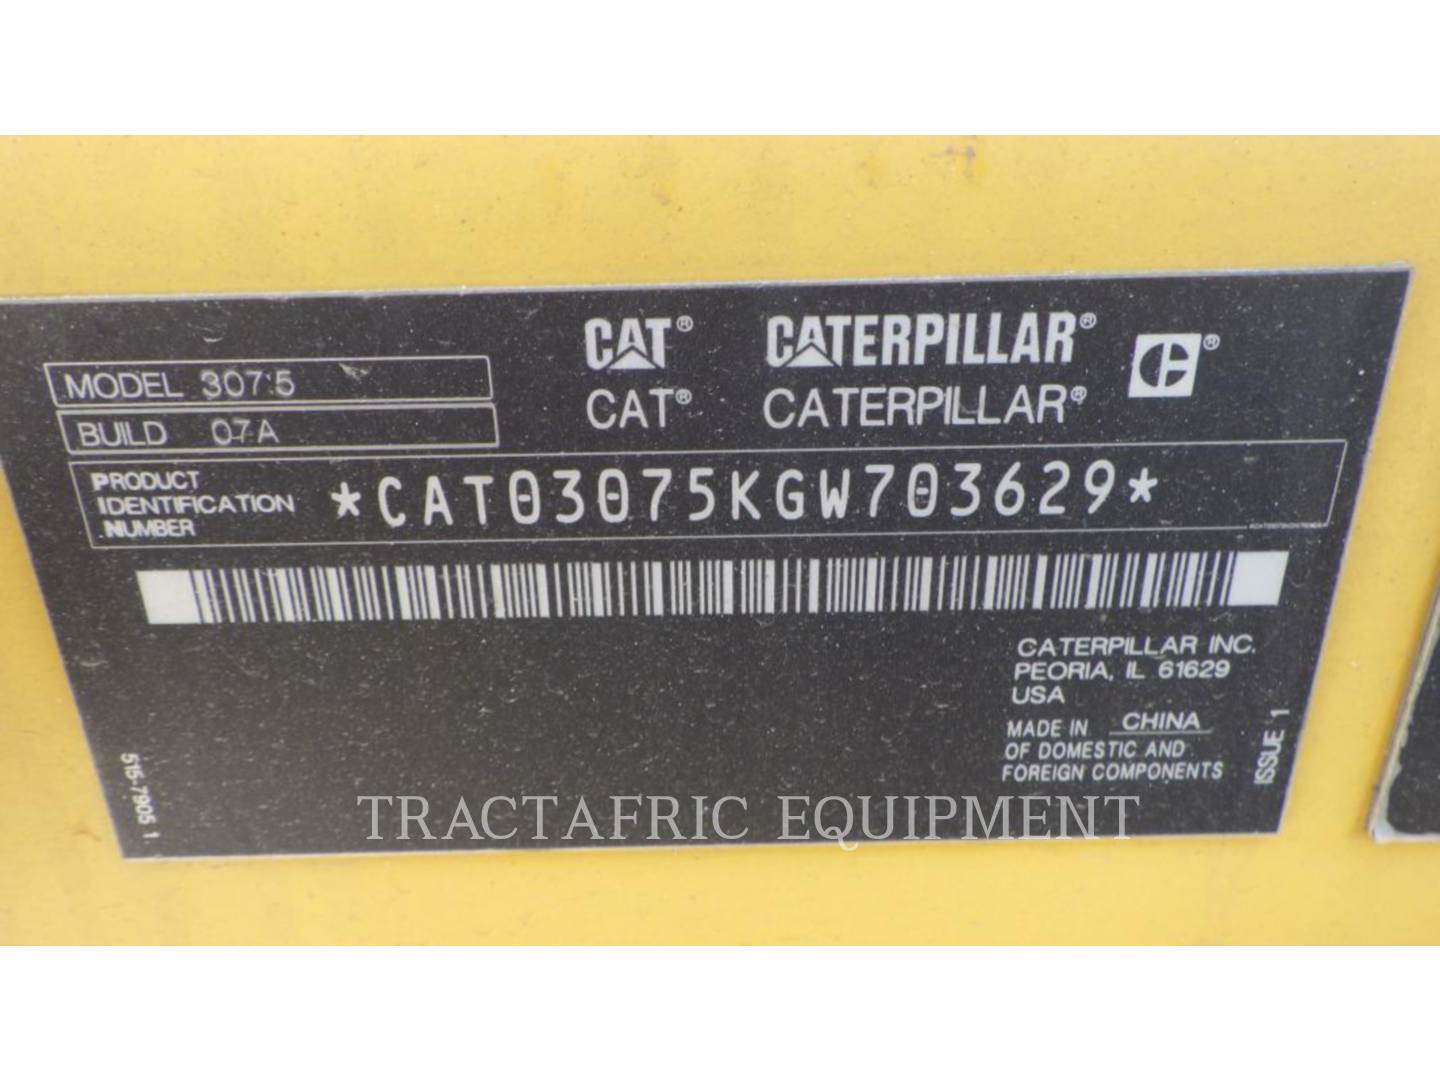 CAT® CATERPILLAR®
CAT® CATERPILLAR®
MODEL 307.5
BUILD 07A
PRODUCT
IDENTIFICATION
NUMBER
*CAT03075KGW703629*
CATERPILLAR INC.
PEORIA, IL 61629
USA
MADE IN CHINA
OF DOMESTIC AND
FOREIGN COMPONENTS
ISSUE 1
515-7905 1
TRACTAFRIC EQUIPMENT